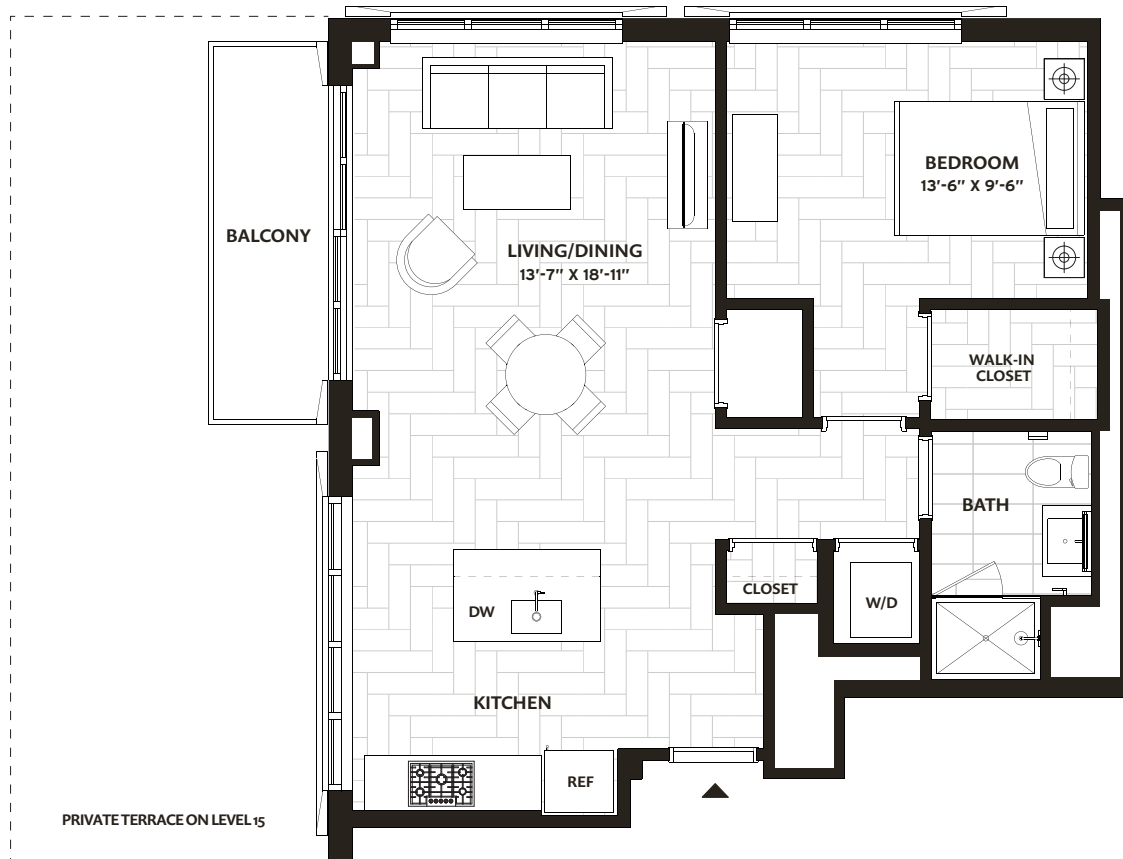 BEDROOM
13'-6" X 9'-6"
BALCONY
LIVING/DINING
13'-7" X 18'-11"
WALK-IN
CLOSET
BATH
CLOSET
W/D
DW
KITCHEN
REF
PRIVATE TERRACE ON LEVEL 15